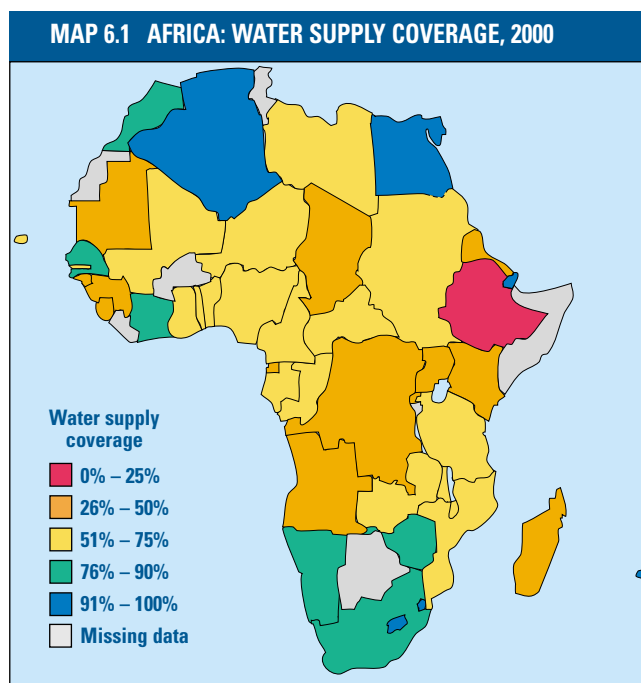 MAP 6.1 AFRICA: WATER SUPPLY COVERAGE, 2000
Water supply
coverage
0% – 25%
26% – 50%
51% – 75%
76% – 90%
91% – 100%
Missing data